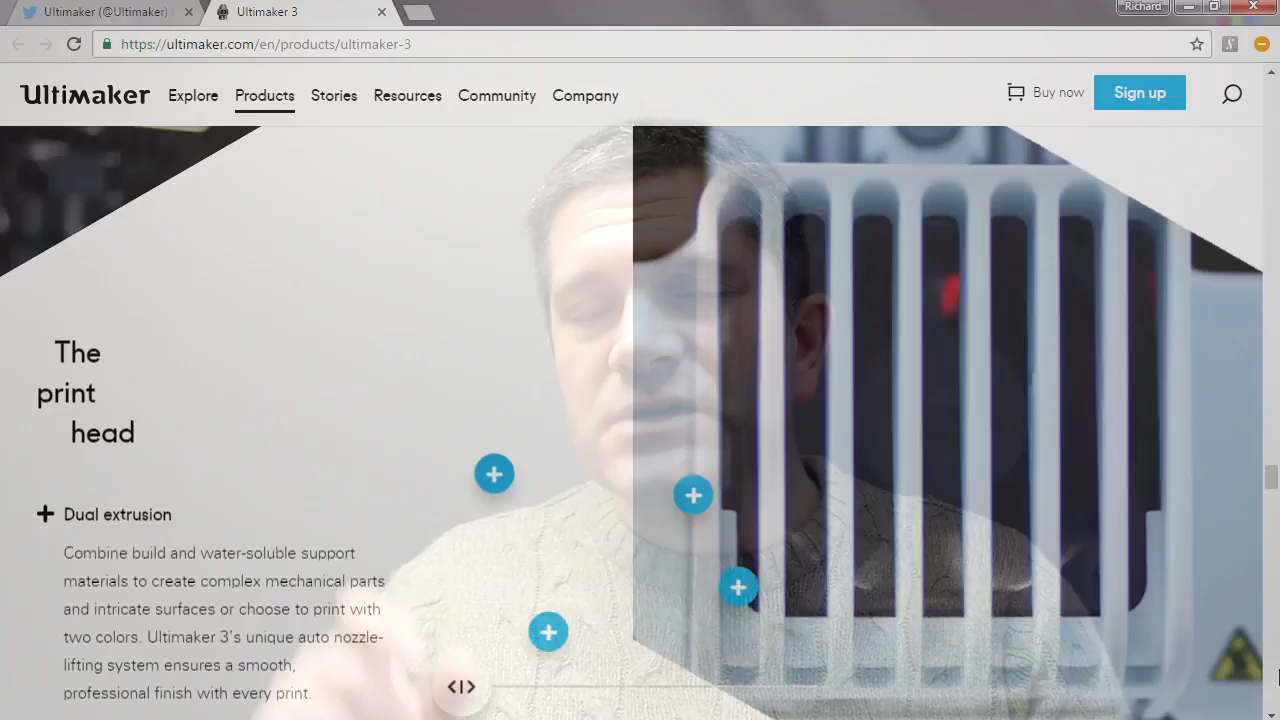 Ultimaker (@Ultimaker)
Ultimaker 3
Richard
https://ultimaker.com/en/products/ultimaker-3
Ultimaker Explore Products Stories Resources Community Company Buy now Sign up
The
print
head
Dual extrusion
Combine build and water-soluble support
materials to create complex mechanical parts
and intricate surfaces or choose to print with
two colors. Ultimaker 3's unique auto nozzle-
lifting system ensures a smooth,
professional finish with every print.